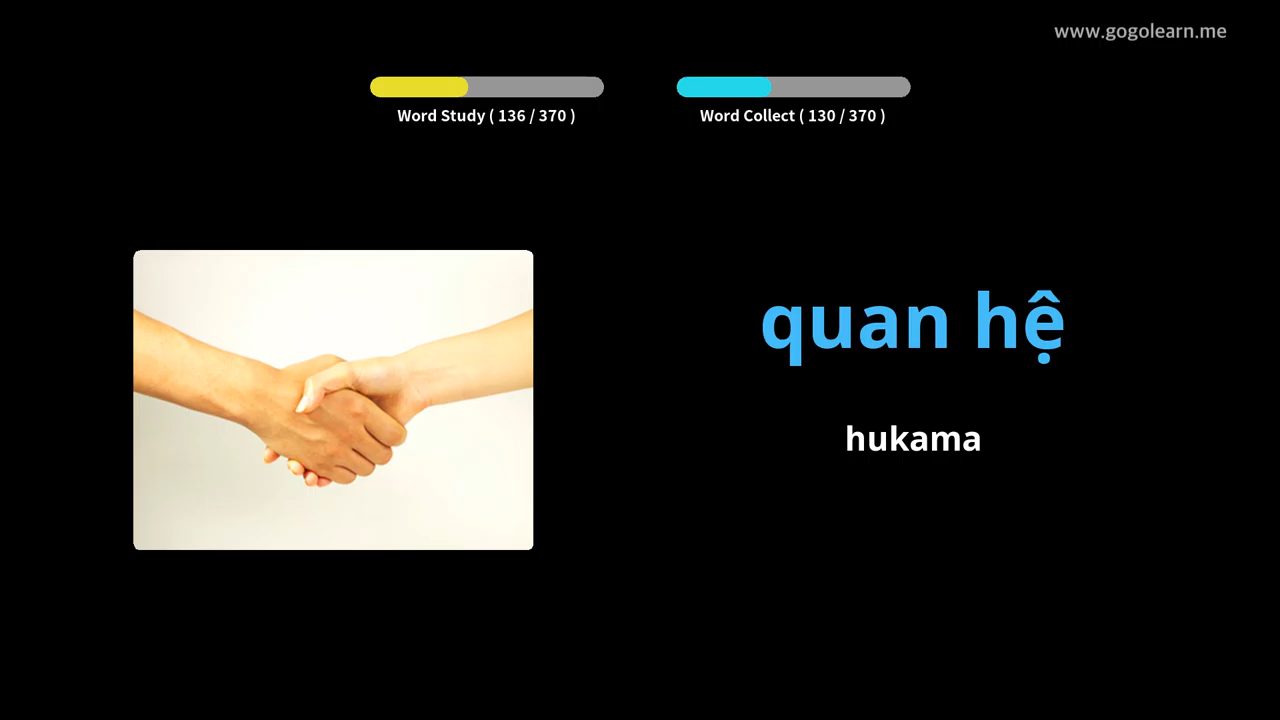 www.gogolearn.me
Word Study ( 136 / 370 )
Word Collect ( 130 / 370 )
quan hệ
hukama